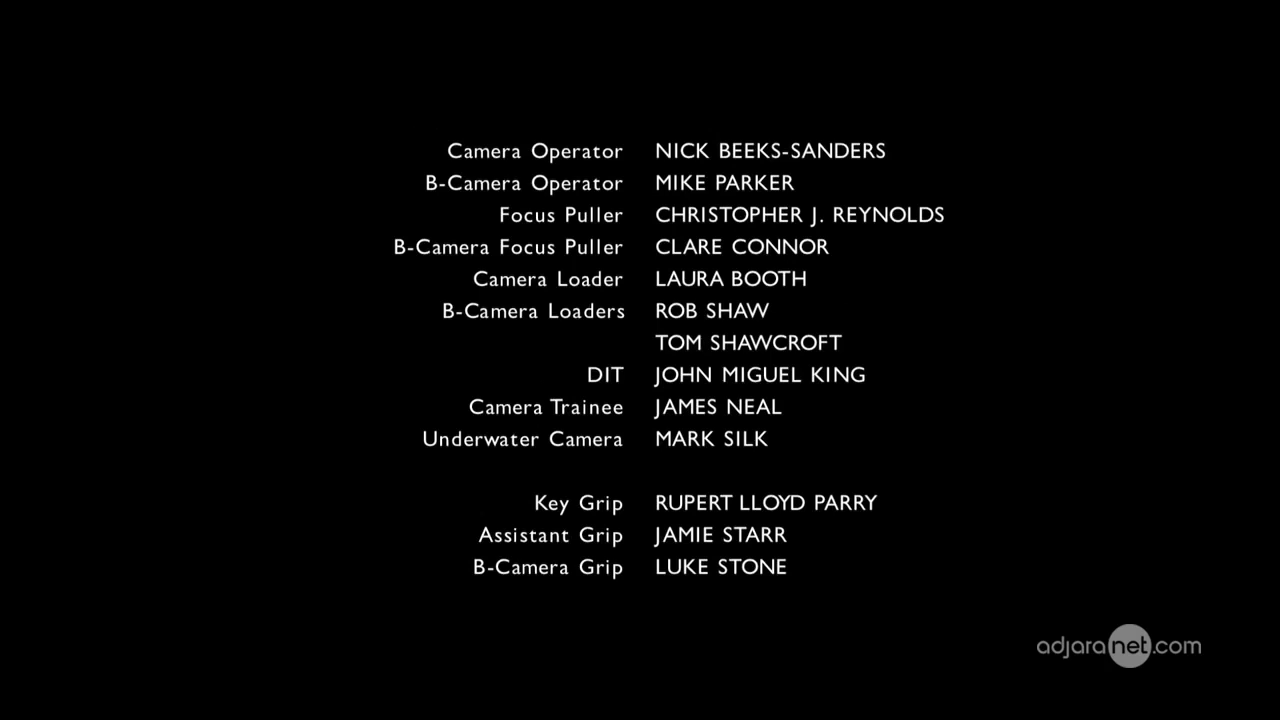 Camera Operator NICK BEEKS-SANDERS
B-Camera Operator MIKE PARKER
Focus Puller CHRISTOPHER J. REYNOLDS
B-Camera Focus Puller CLARE CONNOR
Camera Loader LAURA BOOTH
B-Camera Loaders ROB SHAW
TOM SHAWCROFT
DIT JOHN MIGUEL KING
Camera Trainee JAMES NEAL
Underwater Camera MARK SILK
Key Grip RUPERT LLOYD PARRY
Assistant Grip JAMIE STARR
B-Camera Grip LUKE STONE
adjaranet.com